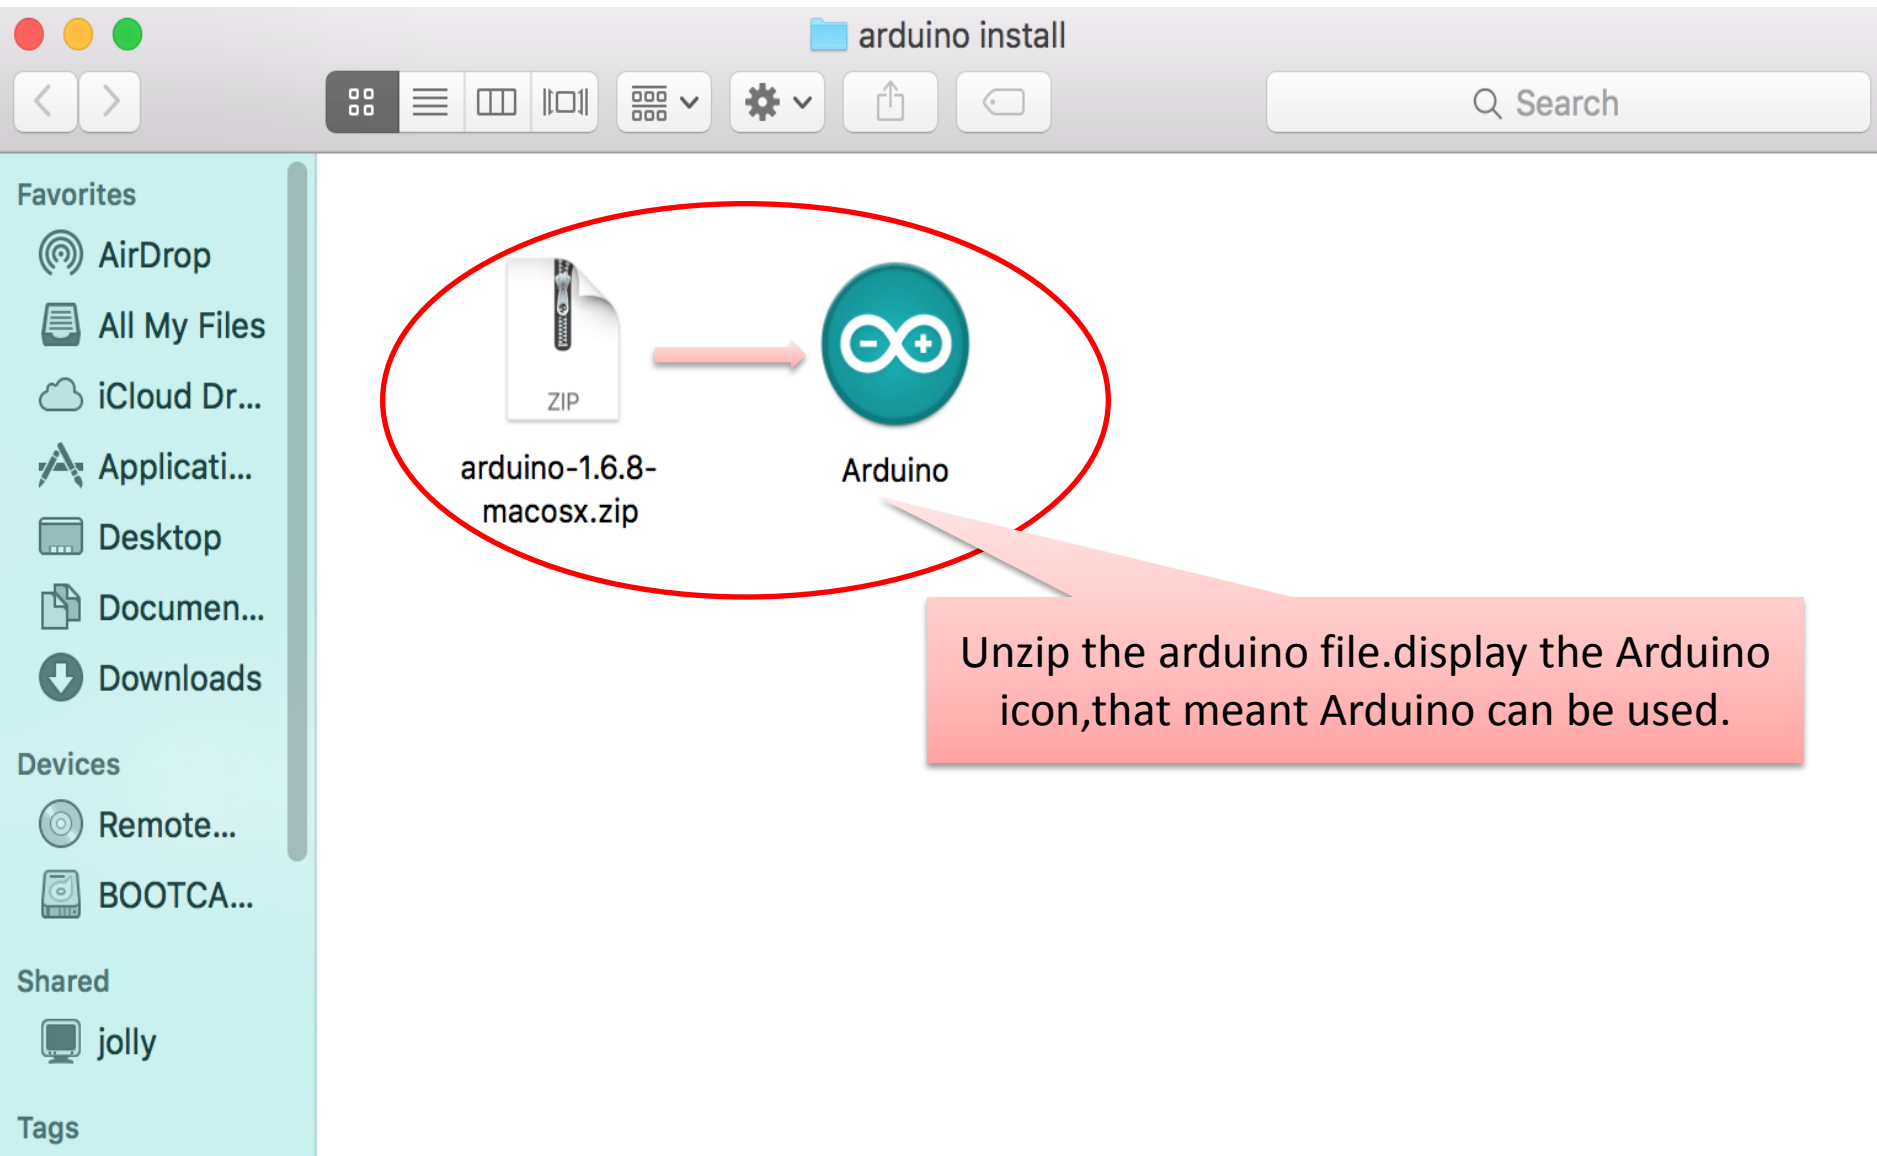 arduino install
Search
Favorites
AirDrop
All My Files
iCloud Dr...
Applicati...
Desktop
Documen...
Downloads
Devices
Remote...
BOOTCA...
Shared
jolly
Tags
ZIP
arduino-1.6.8-
macosx.zip
Arduino
Unzip the arduino file.display the Arduino
icon,that meant Arduino can be used.